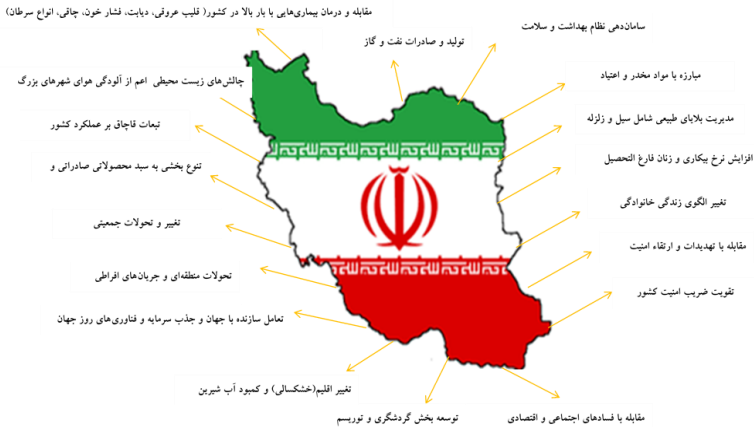 مقابله و درمان بیماری‌هایی با بار بالا در کشور( قلیب عروقی، دیابت، فشار خون، چاقی، انواع سرطان)
سامان‌دهی نظام بهداشت و سلامت
تولید و صادرات نفت و گاز
مبارزه با مواد مخدر و اعتیاد
چالش‌های زیست محیطی اعم از آلودگی هوای شهرهای بزرگ
مدیریت بلایای طبیعی شامل سیل و زلزله
تبعات قاچاق بر عملکرد کشور
افزایش نرخ بیکاری و زنان فارغ التحصیل
تنوع بخشی به سبد محصولاتی صادراتی و
تغییر الگوی زندگی خانوادگی
تغییر و تحولات جمعیتی
مقابله با تهدیدات و ارتقاء امنیت
تحولات منطقه‌ای و جریان‌های افراطی
تقویت ضریب امنیت کشور
تعامل سازنده با جهان و جذب سرمایه و فناوری‌های روز جهان
تغییر اقلیم(خشکسالی) و کمبود آب شیرین
توسعه بخش گردشگری و توریسم
مقابله با فسادهای اجتماعی و اقتصادی